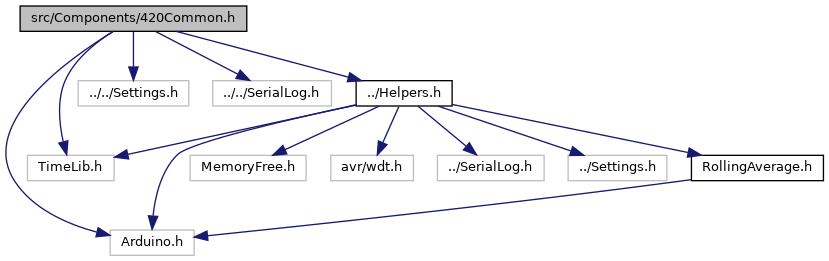 src/Components/420Common.h
../../Settings.h
../../SerialLog.h
../Helpers.h
TimeLib.h
MemoryFree.h
avr/wdt.h
../SerialLog.h
../Settings.h
RollingAverage.h
Arduino.h